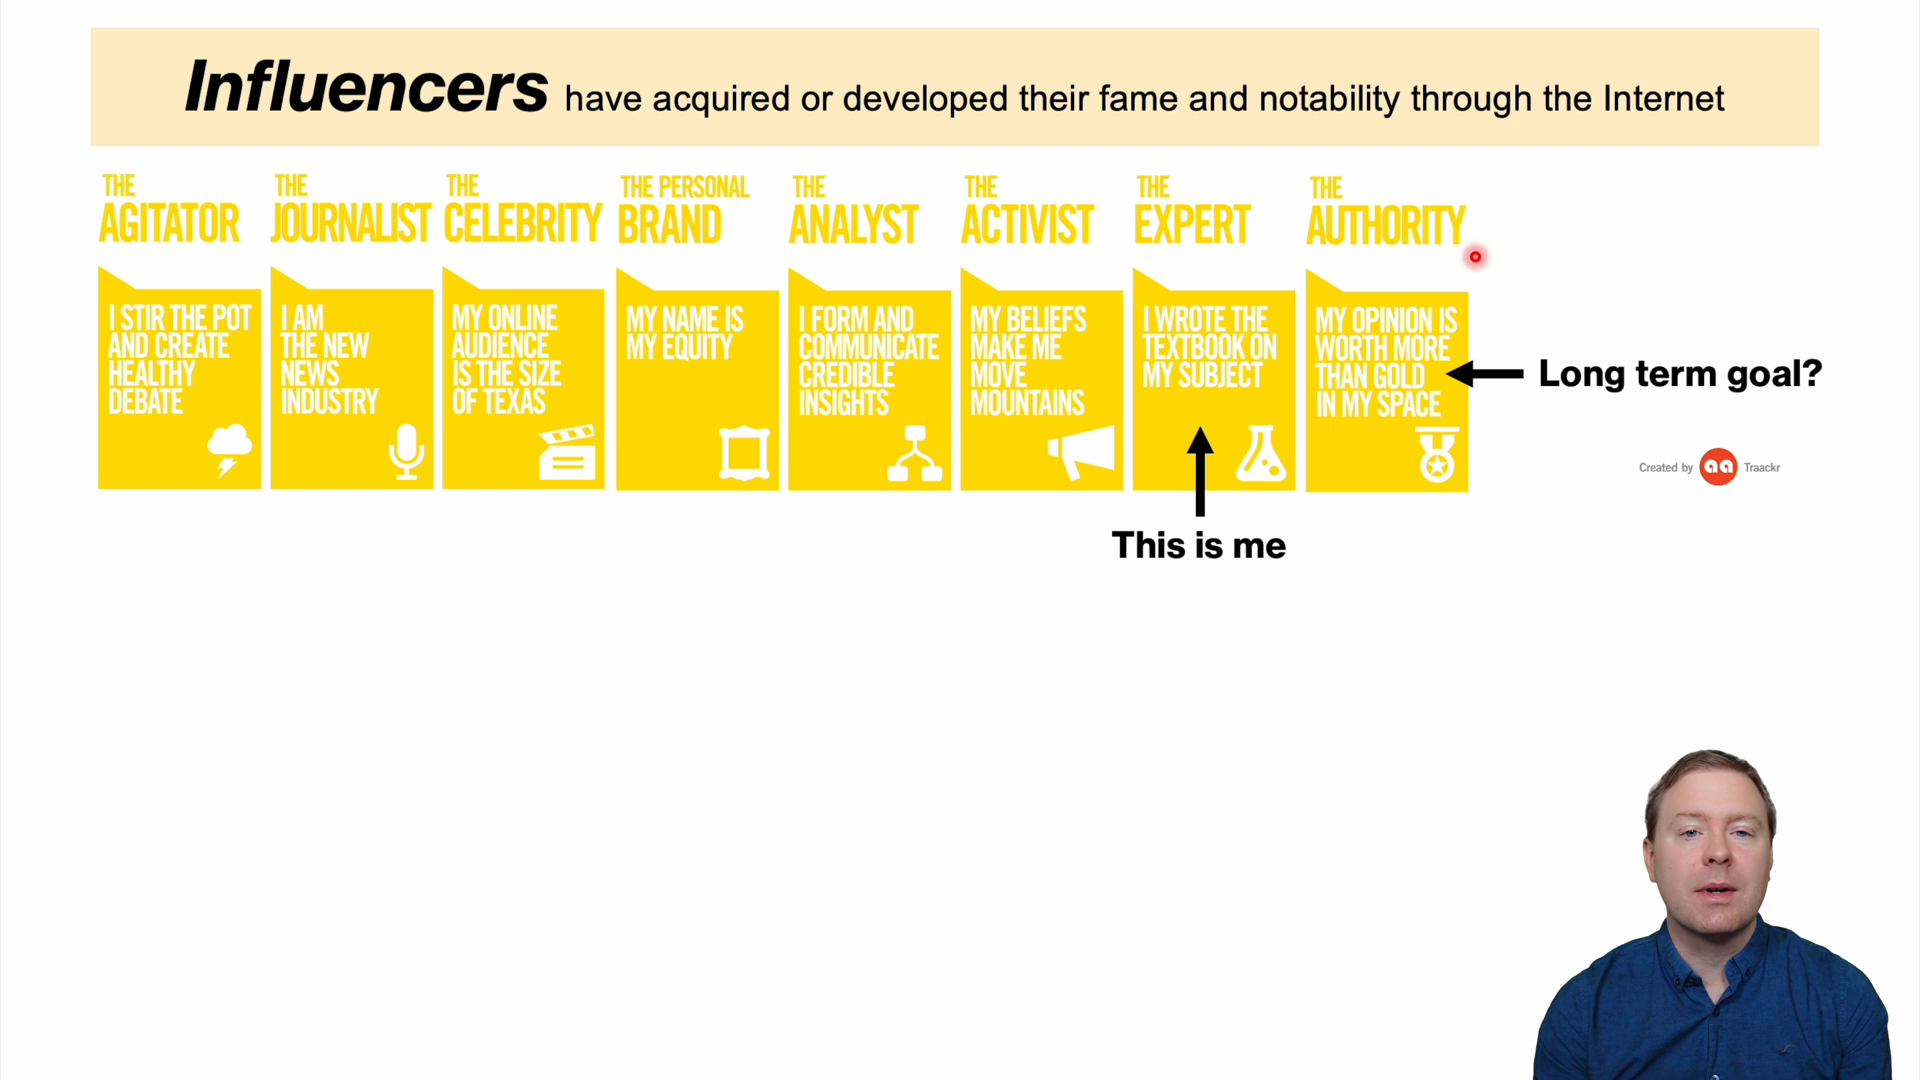 Influencers have acquired or developed their fame and notability through the Internet
THE
AGITATOR
I STIR THE POT
AND CREATE
HEALTHY
DEBATE
THE
JOURNALIST
I AM
THE NEW
NEWS
INDUSTRY
THE
CELEBRITY
MY ONLINE
AUDIENCE
IS THE SIZE
OF TEXAS
THE PERSONAL
BRAND
MY NAME IS
MY EQUITY
THE
ANALYST
I FORM AND
COMMUNICATE
CREDIBLE
INSIGHTS
THE
ACTIVIST
MY BELIEFS
MAKE ME
MOVE
MOUNTAINS
THE
EXPERT
I WROTE THE
TEXTBOOK ON
MY SUBJECT
THE
AUTHORITY
MY OPINION IS
WORTH MORE
THAN GOLD
IN MY SPACE
Long term goal?
Created by aa Traackr
This is me